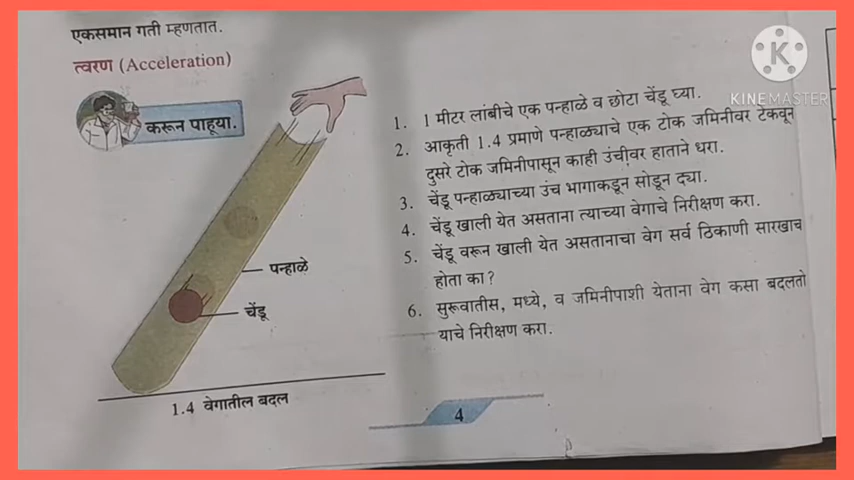 एकसमान गती म्हणतात.
त्वरण (Acceleration)
करून पाहूया.
1. 1 मीटर लांबीचे एक पन्हाळे व छोटा चेंडू घ्या.
2. आकृती 1.4 प्रमाणे पन्हाळ्याचे एक टोक जमिनीवर टेकवून
दुसरे टोक जमिनीपासून काही उंचीवर हाताने धरा.
3. चेंडू पन्हाळ्याच्या उंच भागाकडून सोडून द्या.
4. चेंडू खाली येत असताना त्याच्या वेगाचे निरीक्षण करा.
5. चेंडू वरून खाली येत असतानाचा वेग सर्व ठिकाणी सारखाच
होता का?
6. सुरूवातीस, मध्ये, व जमिनीपाशी येताना वेग कसा बदलतो
याचे निरीक्षण करा.
पन्हाळे
चेंडू
1.4 वेगातील बदल
4
KINEMASTER